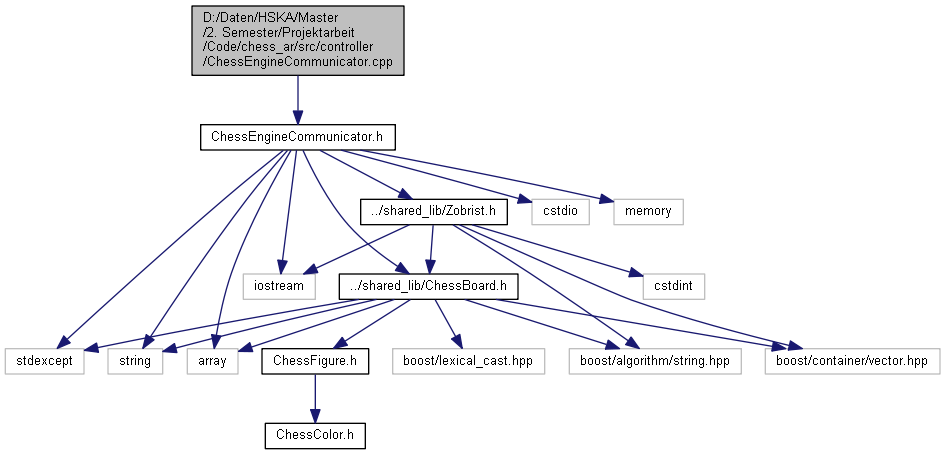 D:/Daten/HSKA/Master
/2. Semester/Projektarbeit
/Code/chess_ar/src/controller
/ChessEngineCommunicator.cpp
ChessEngineCommunicator.h
../shared_lib/Zobrist.h
cstdio
memory
iostream
../shared_lib/ChessBoard.h
cstdint
stdexcept
string
array
ChessFigure.h
boost/lexical_cast.hpp
boost/algorithm/string.hpp
boost/container/vector.hpp
ChessColor.h